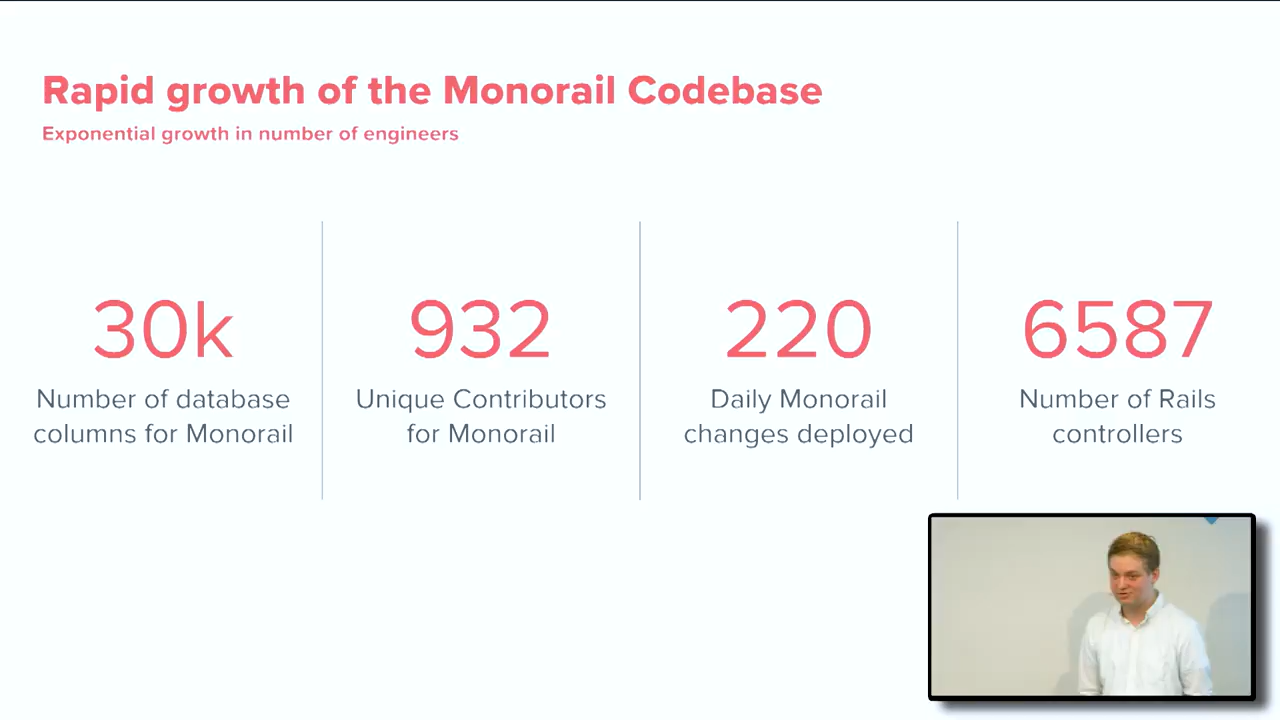 Rapid growth of the Monorail Codebase
Exponential growth in number of engineers
30k
Number of database
columns for Monorail
932
Unique Contributors
for Monorail
220
Daily Monorail
changes deployed
6587
Number of Rails
controllers